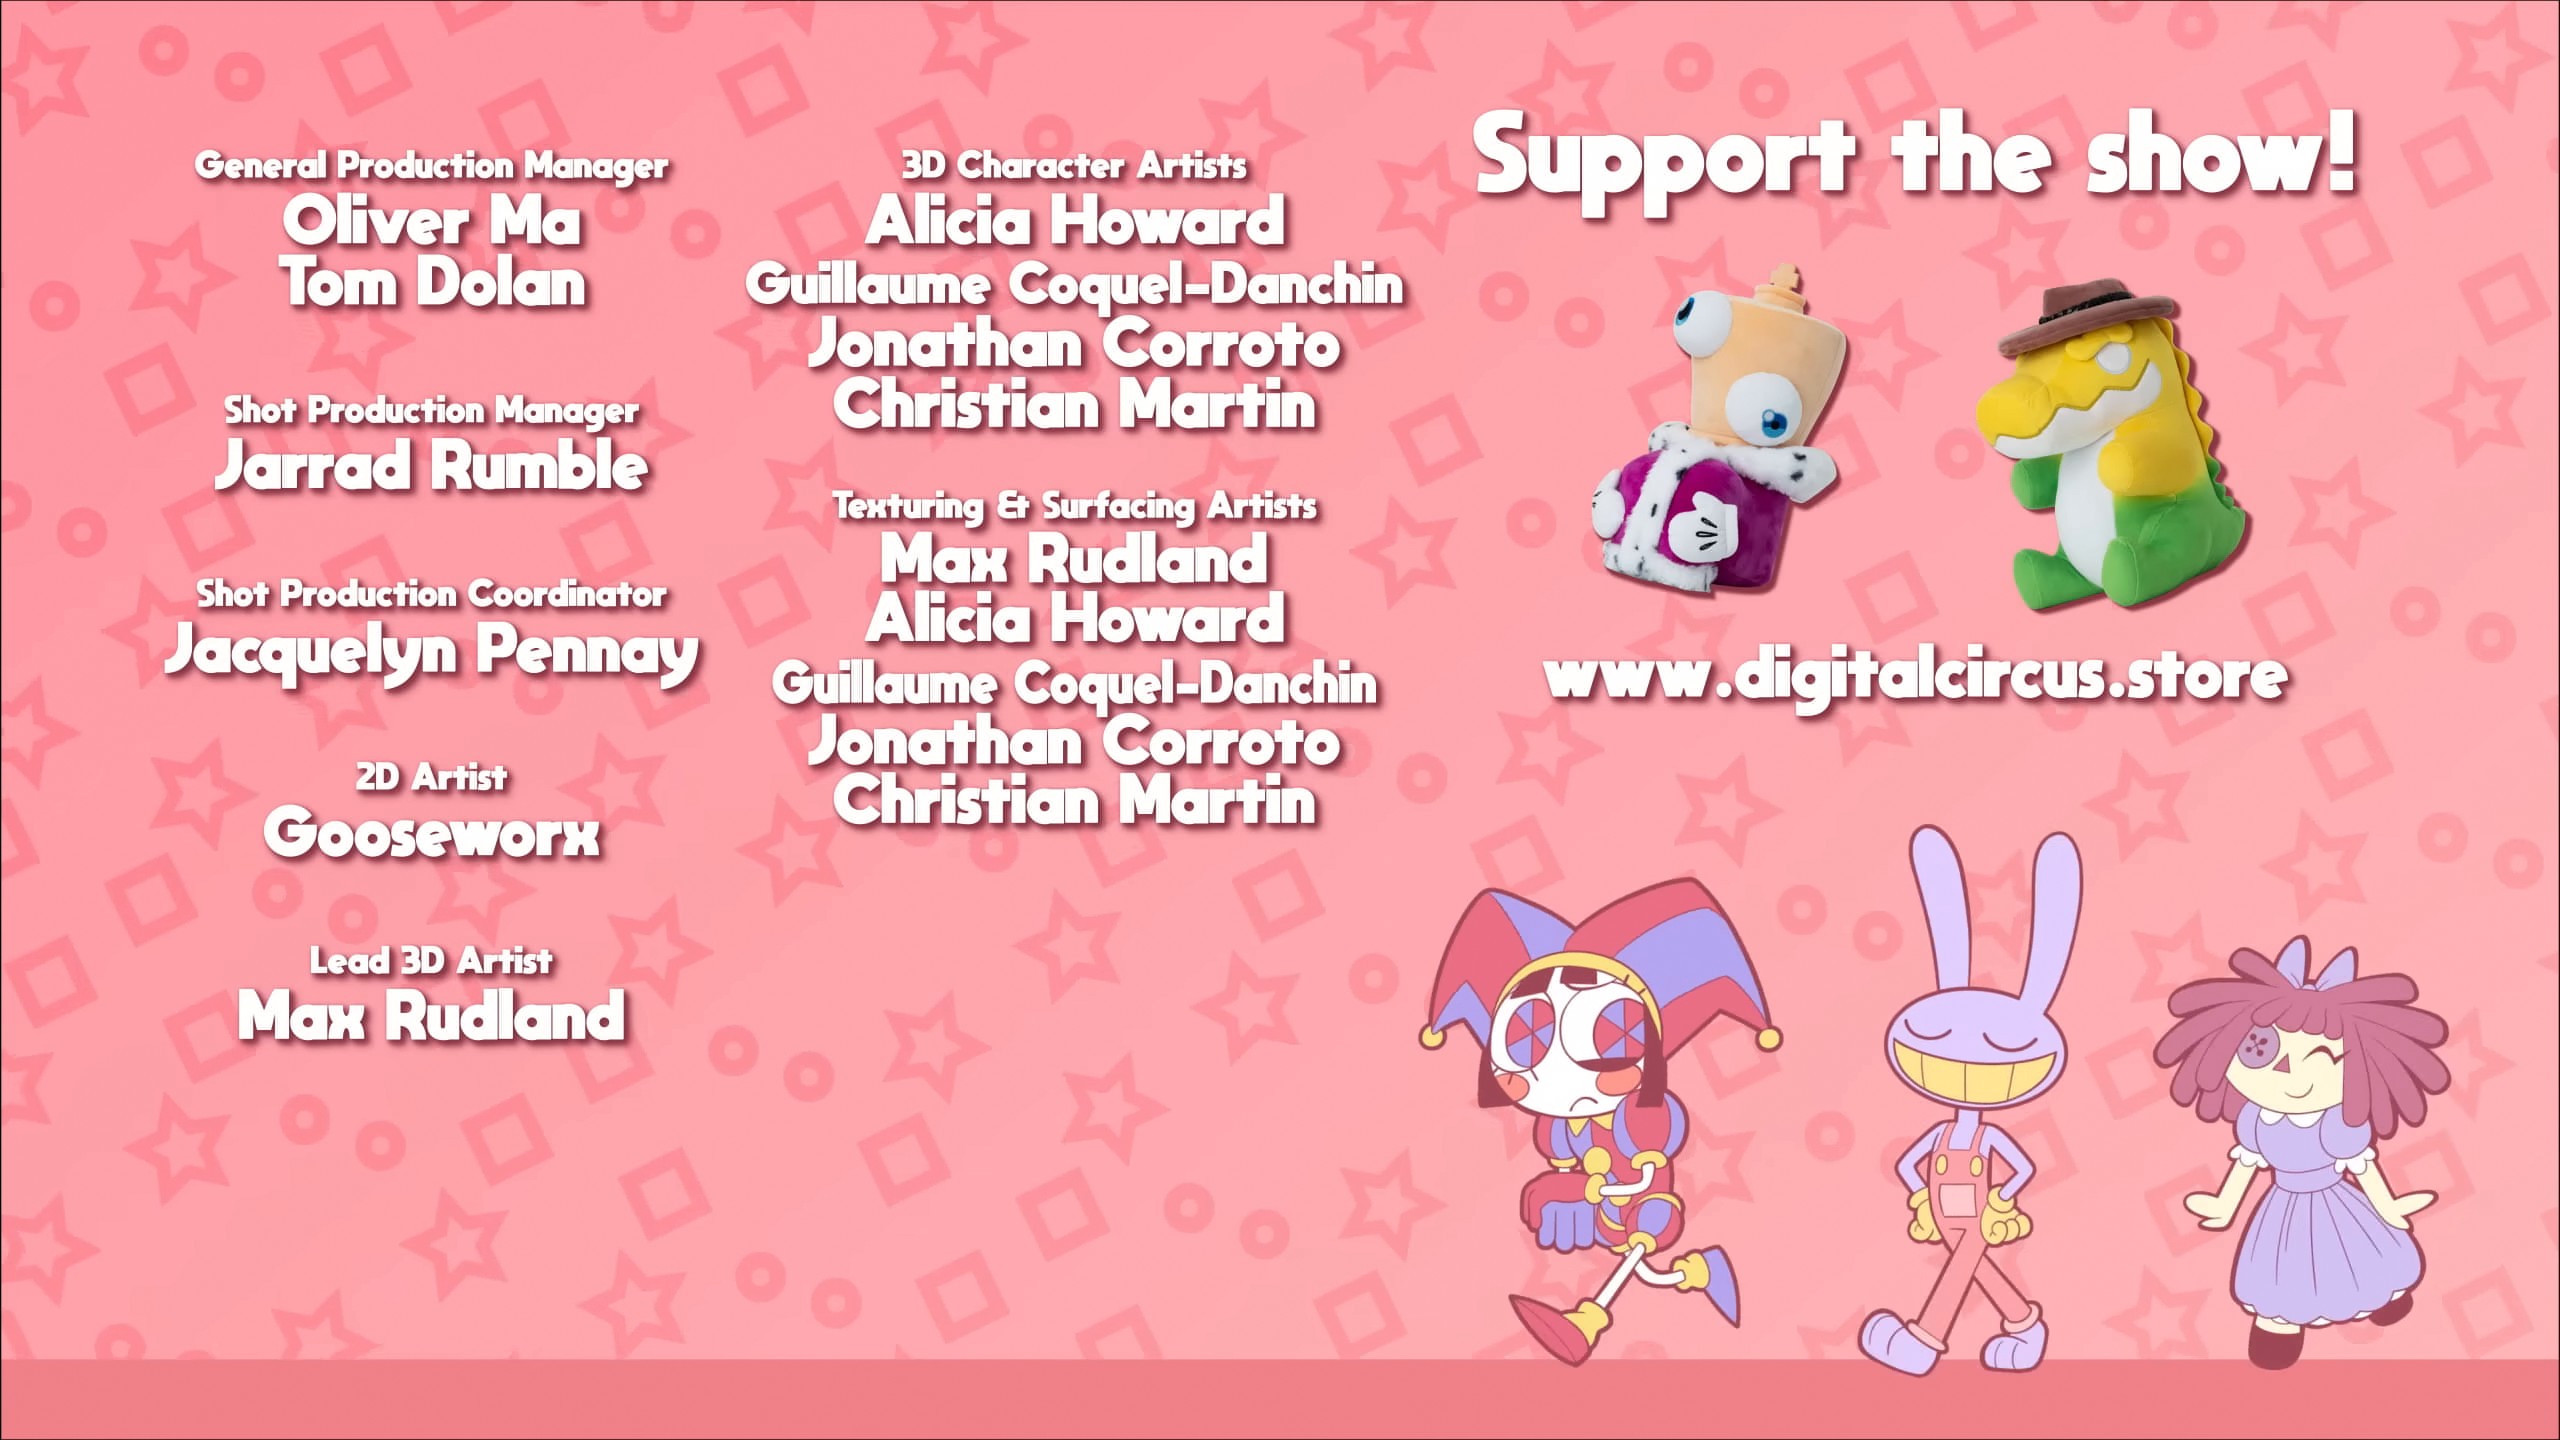 General Production Manager
Oliver Ma
Tom Dolan
Shot Production Manager
Jarrad Rumble
Shot Production Coordinator
Jacquelyn Pennay
2D Artist
Gooseworx
Lead 3D Artist
Max Rudland
3D Character Artists
Alicia Howard
Guillaume Coquel-Danchin
Jonathan Corroto
Christian Martin
Texturing & Surfacing Artists
Max Rudland
Alicia Howard
Guillaume Coquel-Danchin
Jonathan Corroto
Christian Martin
Support the show!
www.digitalcircus.store